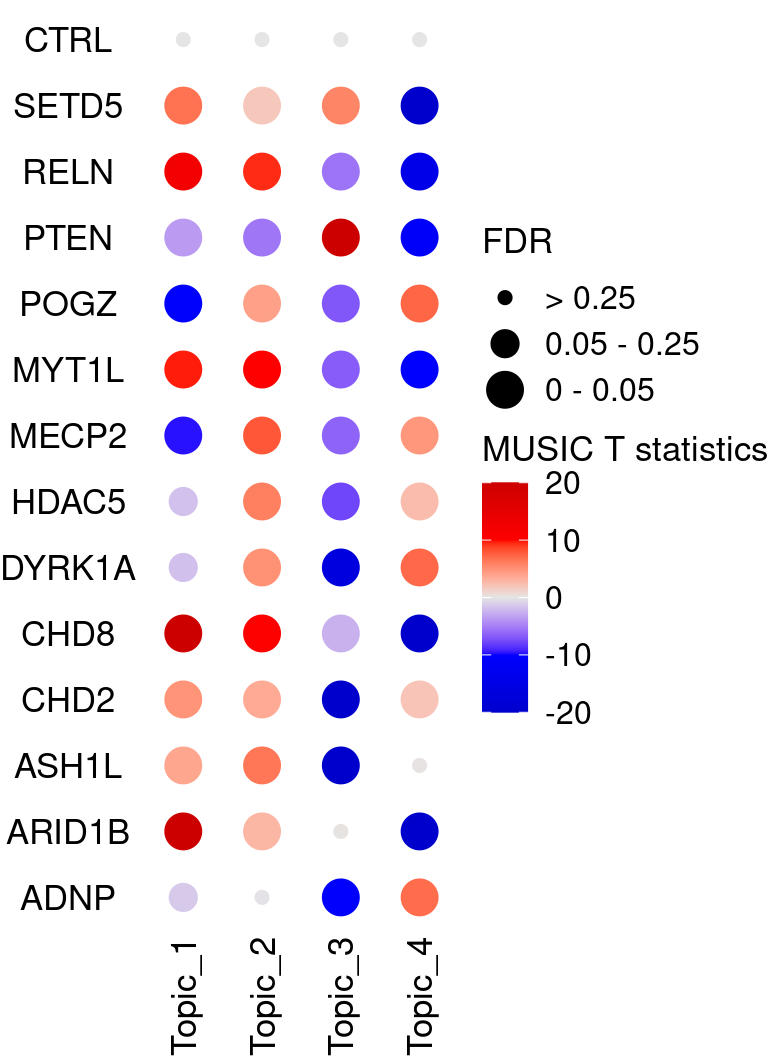 CTRL
SETD5
RELN
PTEN
POGZ
MYT1L
MECP2
HDAC5
DYRK1A
CHD8
CHD2
ASH1L
ARID1B
ADNP
Topic_1
Topic_2
Topic_3
Topic_4
FDR
> 0.25
0.05 - 0.25
0 - 0.05
MUSIC T statistics
20
10
0
-10
-20